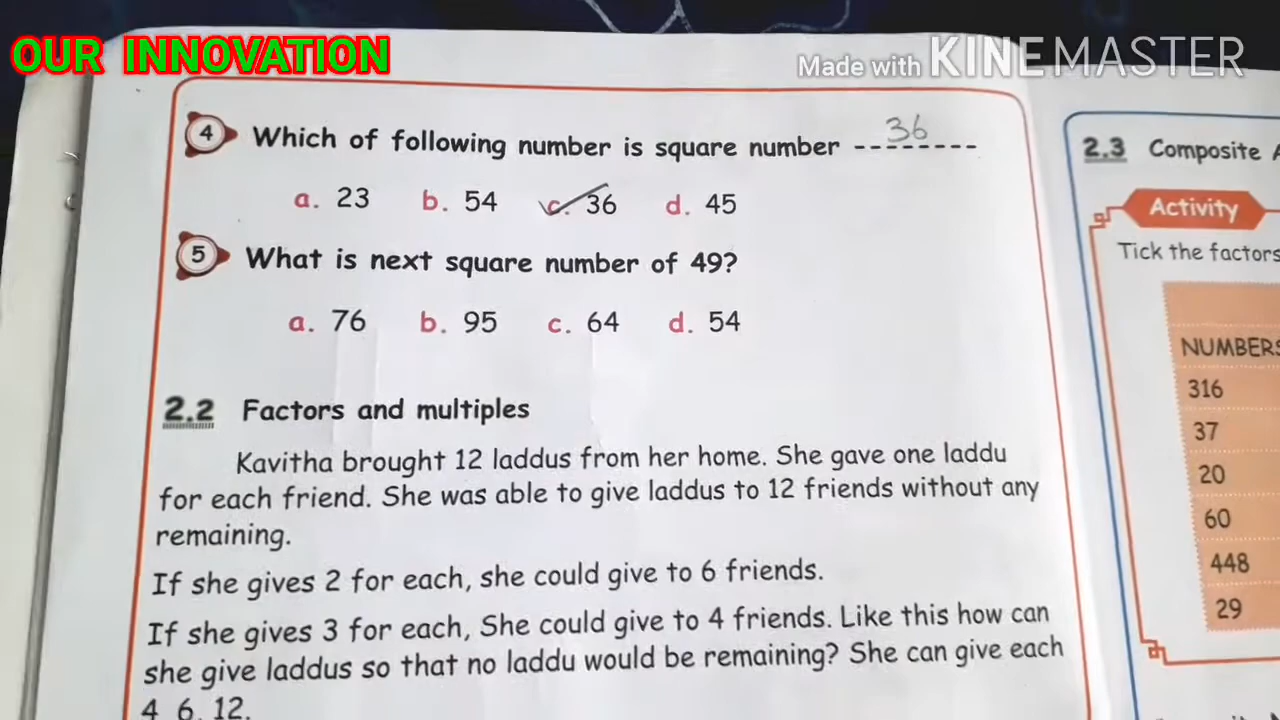 OUR INNOVATION
Made with KINEMASTER
4 Which of following number is square number -------- 36
a. 23 b. 54 c. 36 d. 45
5 What is next square number of 49?
a. 76 b. 95 c. 64 d. 54
2.2 Factors and multiples
Kavitha brought 12 laddus from her home. She gave one laddu
for each friend. She was able to give laddus to 12 friends without any
remaining.
If she gives 2 for each, she could give to 6 friends.
If she gives 3 for each, She could give to 4 friends. Like this how can
she give laddus so that no laddu would be remaining? She can give each
4, 6, 12.
2.3 Composite
Activity
Tick the factors
NUMBERS
316
37
20
60
448
29